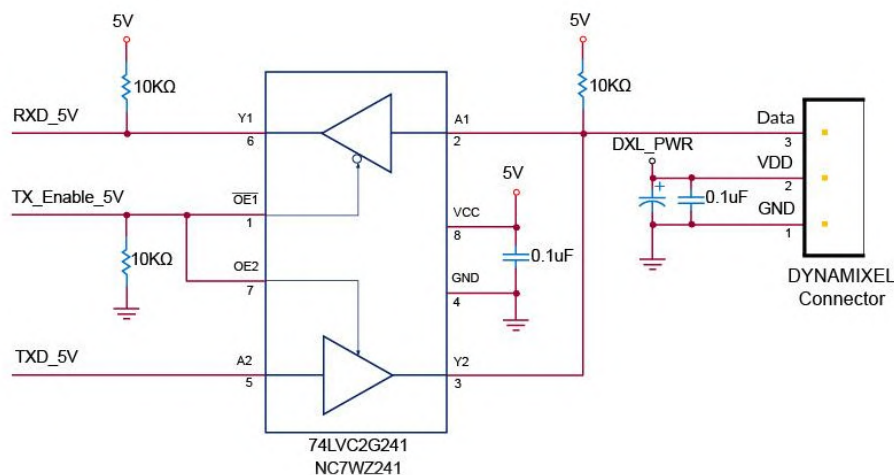 5V
5V
10KΩ
10KΩ
RXD_5V
Y1
A1
6
2
Data
3
DXL_PWR
VDD
2
TX_Enable_5V
OE1
1
5V
+
0.1uF
GND
1
VCC
8
10KΩ
OE2
7
0.1uF
GND
4
DYNAMIXEL
Connector
TXD_5V
A2
5
Y2
3
74LVC2G241
NC7WZ241